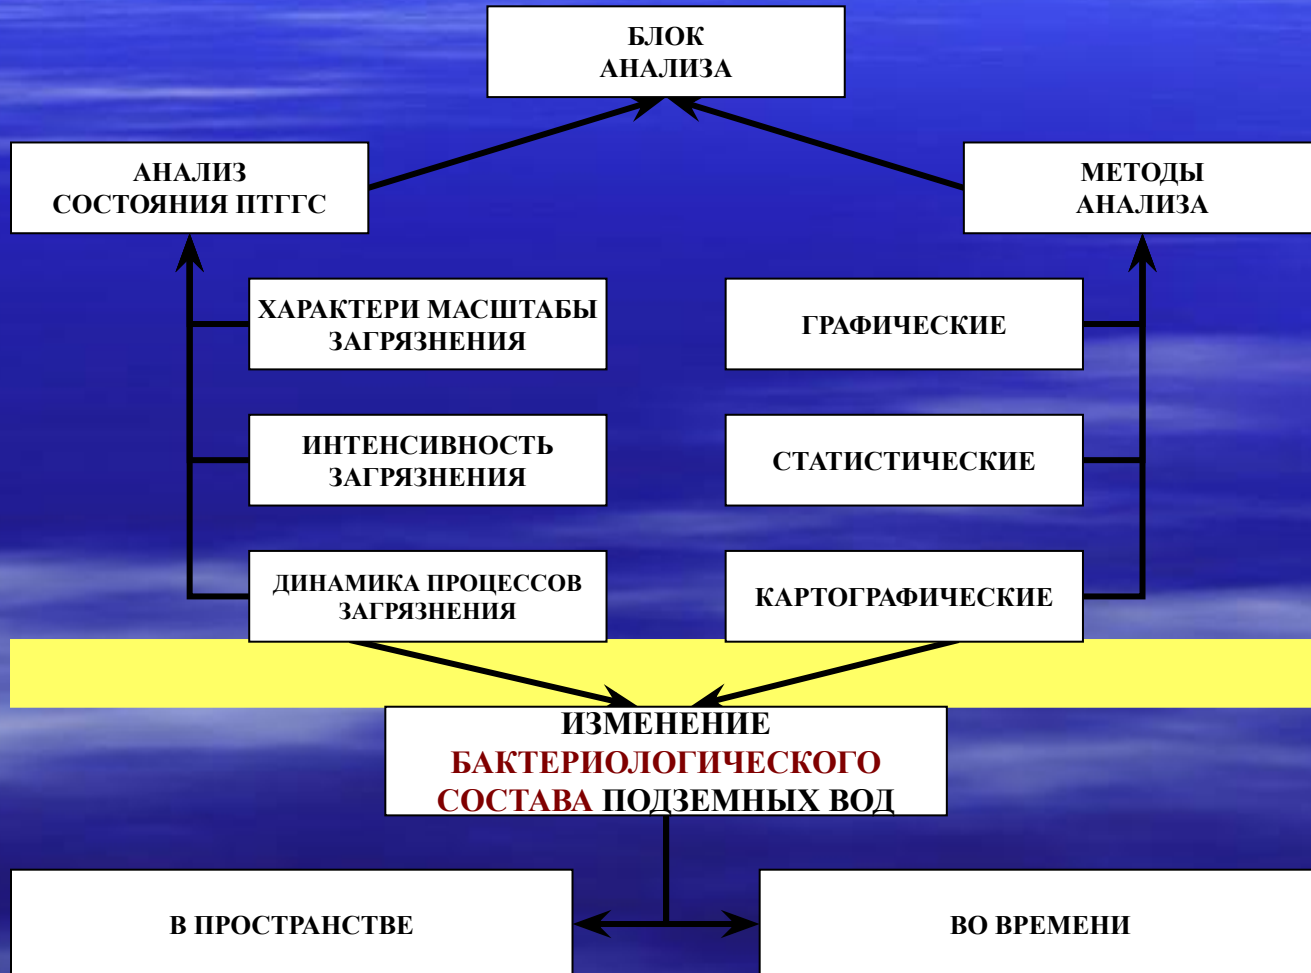 БЛОК
АНАЛИЗА
АНАЛИЗ
СОСТОЯНИЯ ПТГГС
МЕТОДЫ
АНАЛИЗА
ХАРАКТЕРИ МАСШТАБЫ
ЗАГРЯЗНЕНИЯ
ГРАФИЧЕСКИЕ
ИНТЕНСИВНОСТЬ
ЗАГРЯЗНЕНИЯ
СТАТИСТИЧЕСКИЕ
ДИНАМИКА ПРОЦЕССОВ
ЗАГРЯЗНЕНИЯ
КАРТОГРАФИЧЕСКИЕ
ИЗМЕНЕНИЕ
БАКТЕРИОЛОГИЧЕСКОГО
СОСТАВА ПОДЗЕМНЫХ ВОД
В ПРОСТРАНСТВЕ
ВО ВРЕМЕНИ